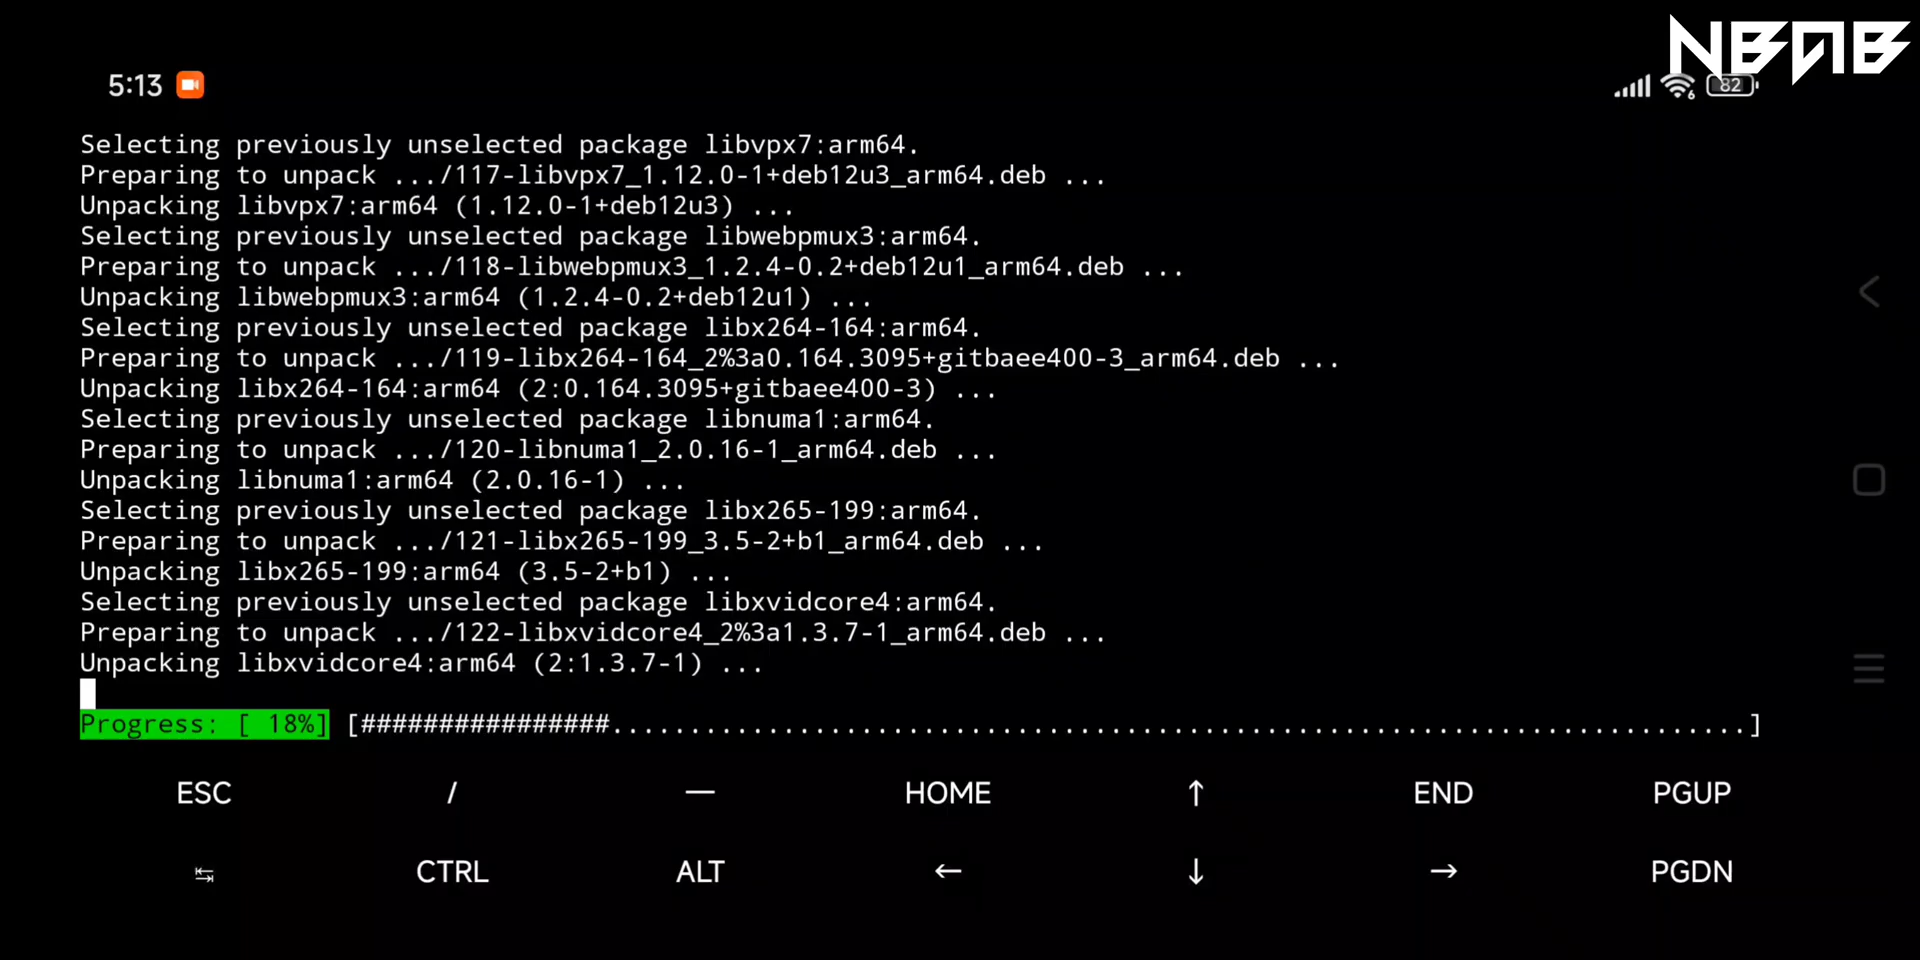 NBAB
5:13
6
82
Selecting previously unselected package libvpx7:arm64.
Preparing to unpack .../117-libvpx7_1.12.0-1+deb12u3_arm64.deb ...
Unpacking libvpx7:arm64 (1.12.0-1+deb12u3) ...
Selecting previously unselected package libwebpmux3:arm64.
Preparing to unpack .../118-libwebpmux3_1.2.4-0.2+deb12u1_arm64.deb ...
Unpacking libwebpmux3:arm64 (1.2.4-0.2+deb12u1) ...
Selecting previously unselected package libx264-164:arm64.
Preparing to unpack .../119-libx264-164_2%3a0.164.3095+gitbaee400-3_arm64.deb ...
Unpacking libx264-164:arm64 (2:0.164.3095+gitbaee400-3) ...
Selecting previously unselected package libnuma1:arm64.
Preparing to unpack .../120-libnuma1_2.0.16-1_arm64.deb ...
Unpacking libnuma1:arm64 (2.0.16-1) ...
Selecting previously unselected package libx265-199:arm64.
Preparing to unpack .../121-libx265-199_3.5-2+b1_arm64.deb ...
Unpacking libx265-199:arm64 (3.5-2+b1) ...
Selecting previously unselected package libxvidcore4:arm64.
Preparing to unpack .../122-libxvidcore4_2%3a1.3.7-1_arm64.deb ...
Unpacking libxvidcore4:arm64 (2:1.3.7-1) ...
Progress: [ 18%] [################.........................................................................]
ESC / — HOME ↑ END PGUP
↹ CTRL ALT ← ↓ → PGDN